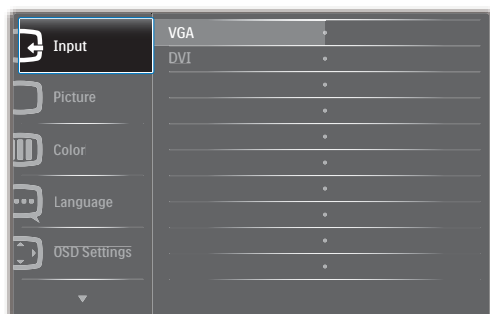 Input
VGA
DVI
Picture
Color
Language
OSD Settings